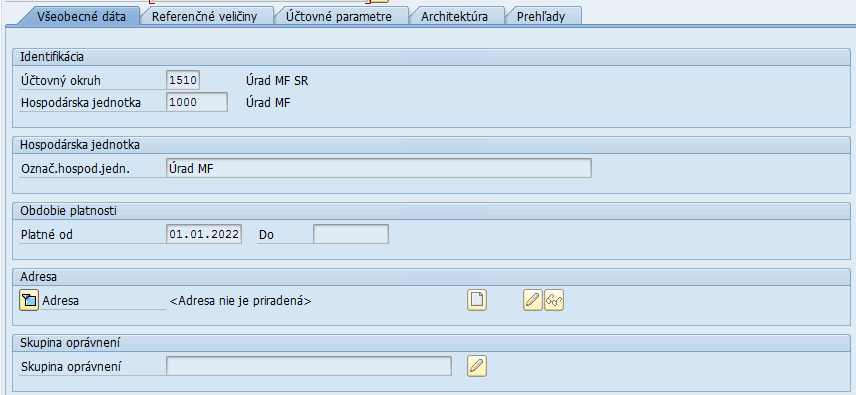 Všeobecné dáta Referenčné veličiny Účtovné parametre Architektúra Prehľady
Identifikácia
Účtovný okruh 1510 Úrad MF SR
Hospodárska jednotka 1000 Úrad MF
Hospodárska jednotka
Označ.hospod.jedn. Úrad MF
Obdobie platnosti
Platné od 01.01.2022 Do
Adresa
Adresa <Adresa nie je priradená>
Skupina oprávnení
Skupina oprávnení